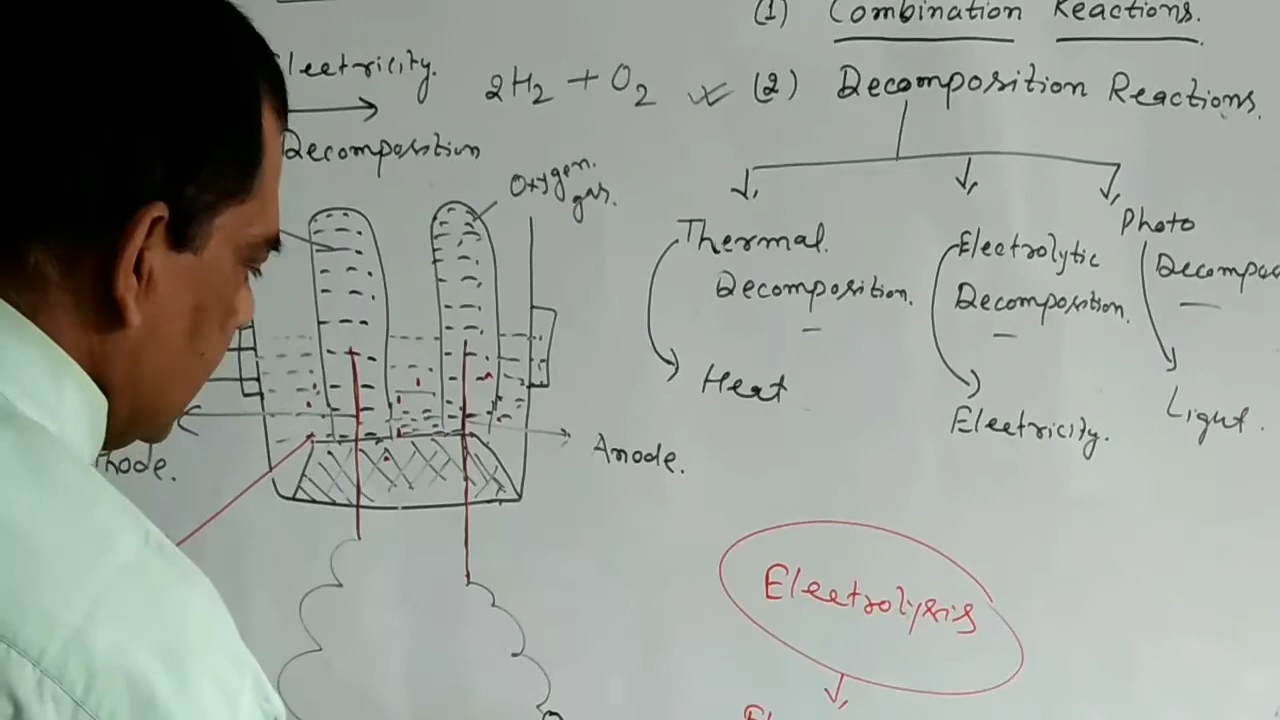 (1) Combination Reactions.
Electricity.
2H₂ + O₂
(2) Decomposition Reactions.
Decomposition
Oxygen gas.
Thermal Decomposition.
Electrolytic Decomposition.
Photo
Heat
Electricity.
Light.
Anode.
Electrolysis